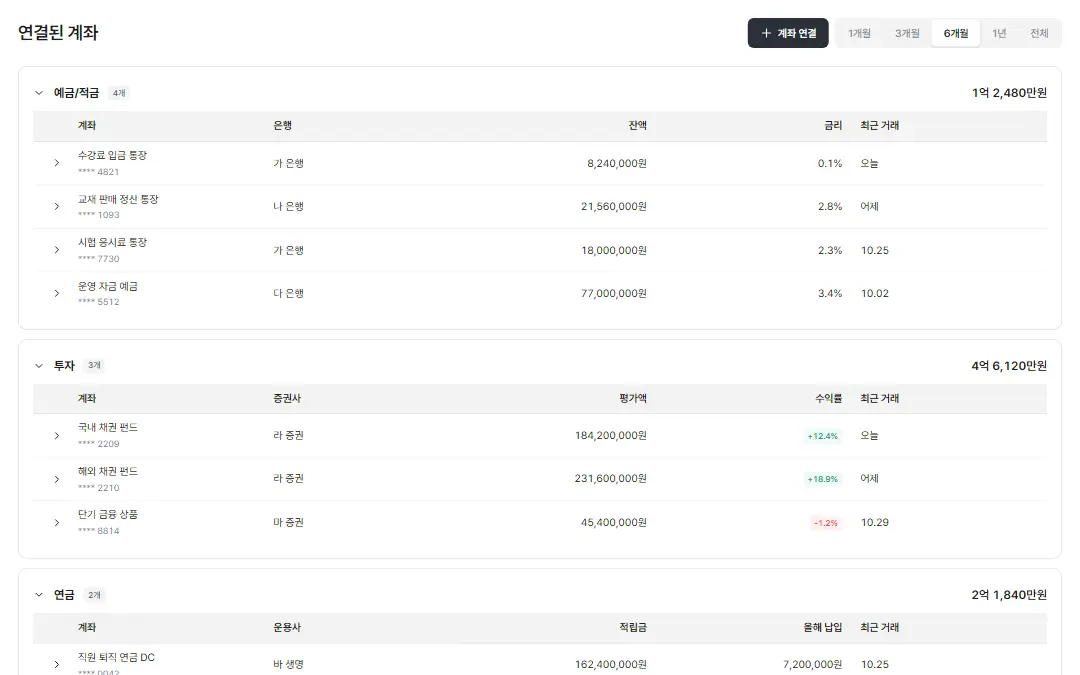 연결된 계좌
+ 계좌 연결 1개월 3개월 6개월 1년 전체
예금/적금 4개 1억 2,480만원
계좌 은행 잔액 금리 최근 거래
수강료 입금 통장
**** 4821
가 은행 8,240,000원 0.1% 오늘
교재 판매 정산 통장
**** 1093
나 은행 21,560,000원 2.8% 어제
시험 응시료 통장
**** 7730
가 은행 18,000,000원 2.3% 10.25
운영 자금 예금
**** 5512
다 은행 77,000,000원 3.4% 10.02
투자 3개 4억 6,120만원
계좌 증권사 평가액 수익률 최근 거래
국내 채권 펀드
**** 2209
라 증권 184,200,000원 +12.4% 오늘
해외 채권 펀드
**** 2210
라 증권 231,600,000원 +18.9% 어제
단기 금융 상품
**** 8814
마 증권 45,400,000원 -1.2% 10.29
연금 2개 2억 1,840만원
계좌 운용사 적립금 올해 납입 최근 거래
직원 퇴직 연금 DC
**** 0042
바 생명 162,400,000원 7,200,000원 10.25